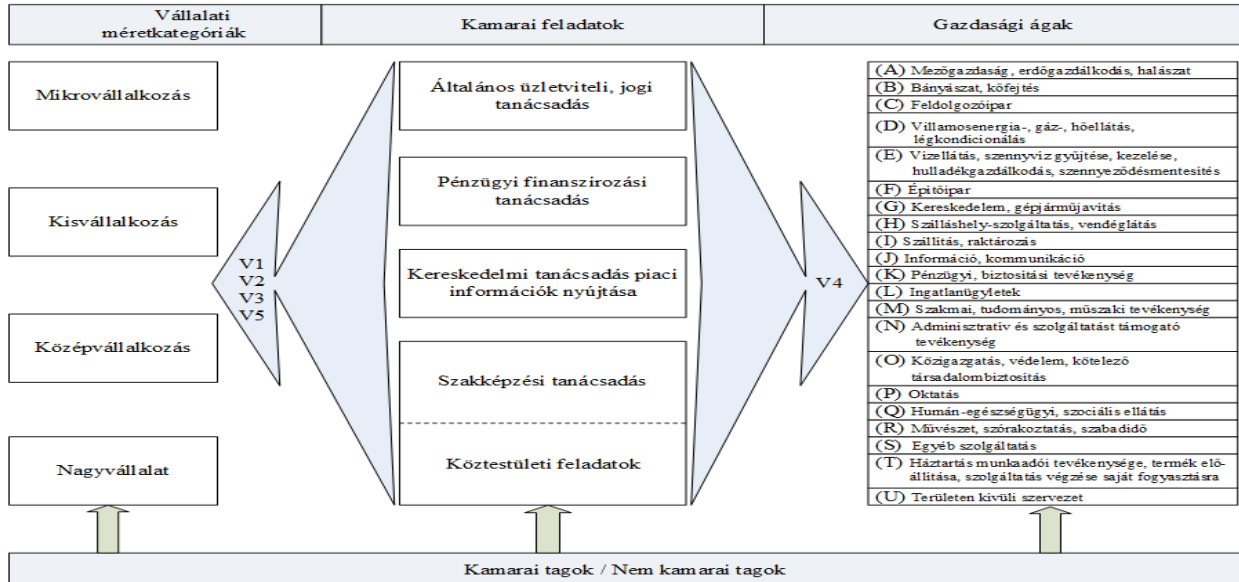 Vállalati
méretkategóriák
Kamarai feladatok
Gazdasági ágak
Mikrovállalkozás
Kisvállalkozás
Középvállalkozás
Nagyvállalat
V1
V2
V3
V5
Általános üzletviteli, jogi
tanácsadás
Pénzügyi finanszírozási
tanácsadás
Kereskedelmi tanácsadás piaci
információk nyújtása
Szakképzési tanácsadás
Köztestületi feladatok
V4
(A) Mezőgazdaság, erdőgazdálkodás, halászat
(B) Bányászat, kőfejtés
(C) Feldolgozóipar
(D) Villamosenergia-, gáz-, hőellátás,
légkondicionálás
(E) Vízellátás, szennyvíz gyűjtése, kezelése,
hulladékgazdálkodás, szennyeződésmentesítés
(F) Építőipar
(G) Kereskedelem, gépjárműjavítás
(H) Szálláshely-szolgáltatás, vendéglátás
(I) Szállítás, raktározás
(J) Információ, kommunikáció
(K) Pénzügyi, biztosítási tevékenység
(L) Ingatlanügyletek
(M) Szakmai, tudományos, műszaki tevékenység
(N) Adminisztratív és szolgáltatást támogató
tevékenység
(O) Közigazgatás, védelem, kötelező
társadalombiztosítás
(P) Oktatás
(Q) Humán-egészségügyi, szociális ellátás
(R) Művészet, szórakoztatás, szabadidő
(S) Egyéb szolgáltatás
(T) Háztartás munkaadói tevékenysége, termék elő-
állítása, szolgáltatás végzése saját fogyasztásra
(U) Területen kívüli szervezet
Kamarai tagok / Nem kamarai tagok